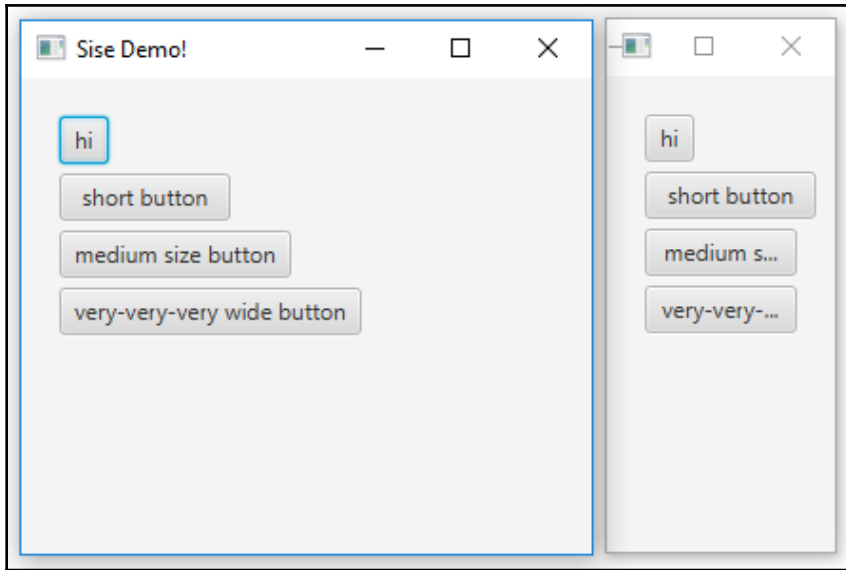 Sise Demo!
hi
short button
medium size button
very-very-very wide button
hi
short button
medium s...
very-very-...